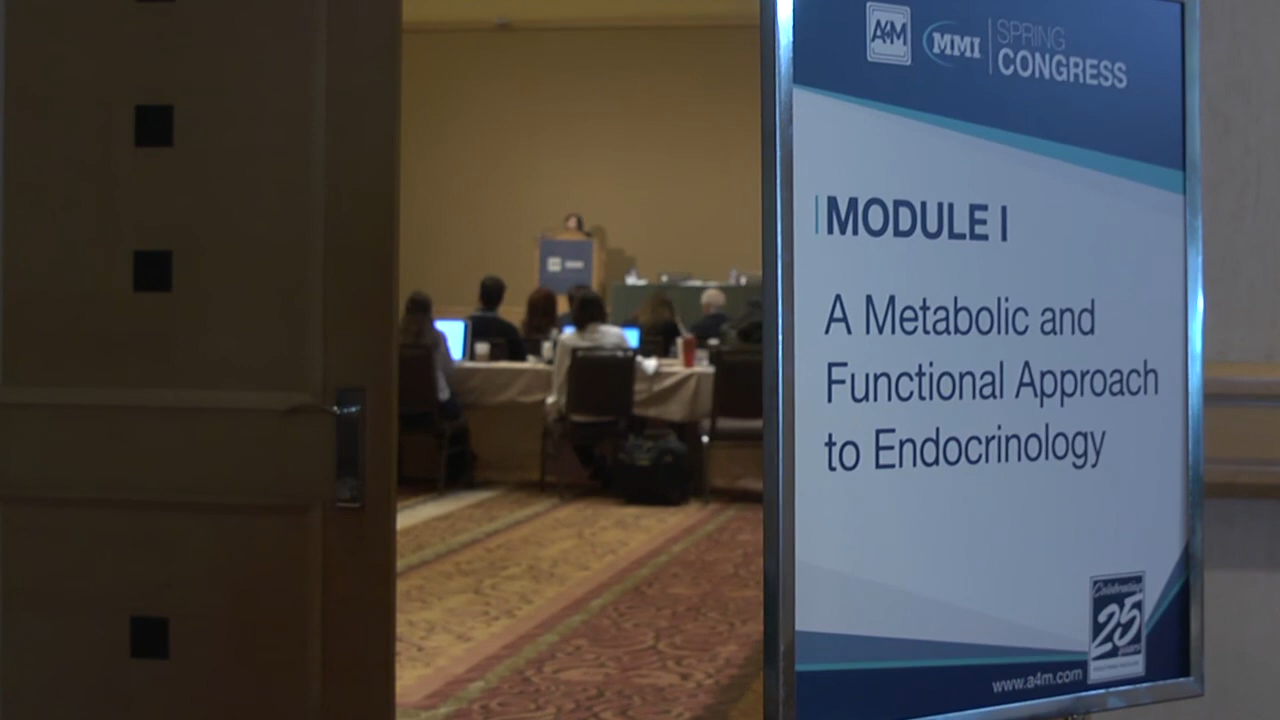 A4M MMI SPRING
CONGRESS
MODULE I
A Metabolic and
Functional Approach
to Endocrinology
Celebrating
25
www.a4m.com